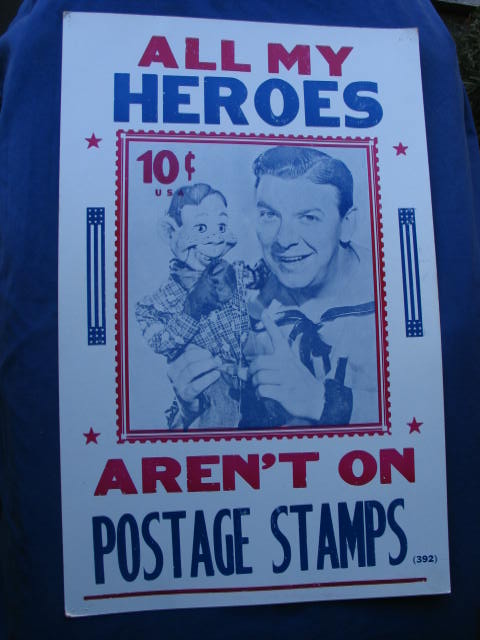 ALL MY
HEROES
10¢
USA
AREN'T ON
POSTAGE STAMPS
(392)